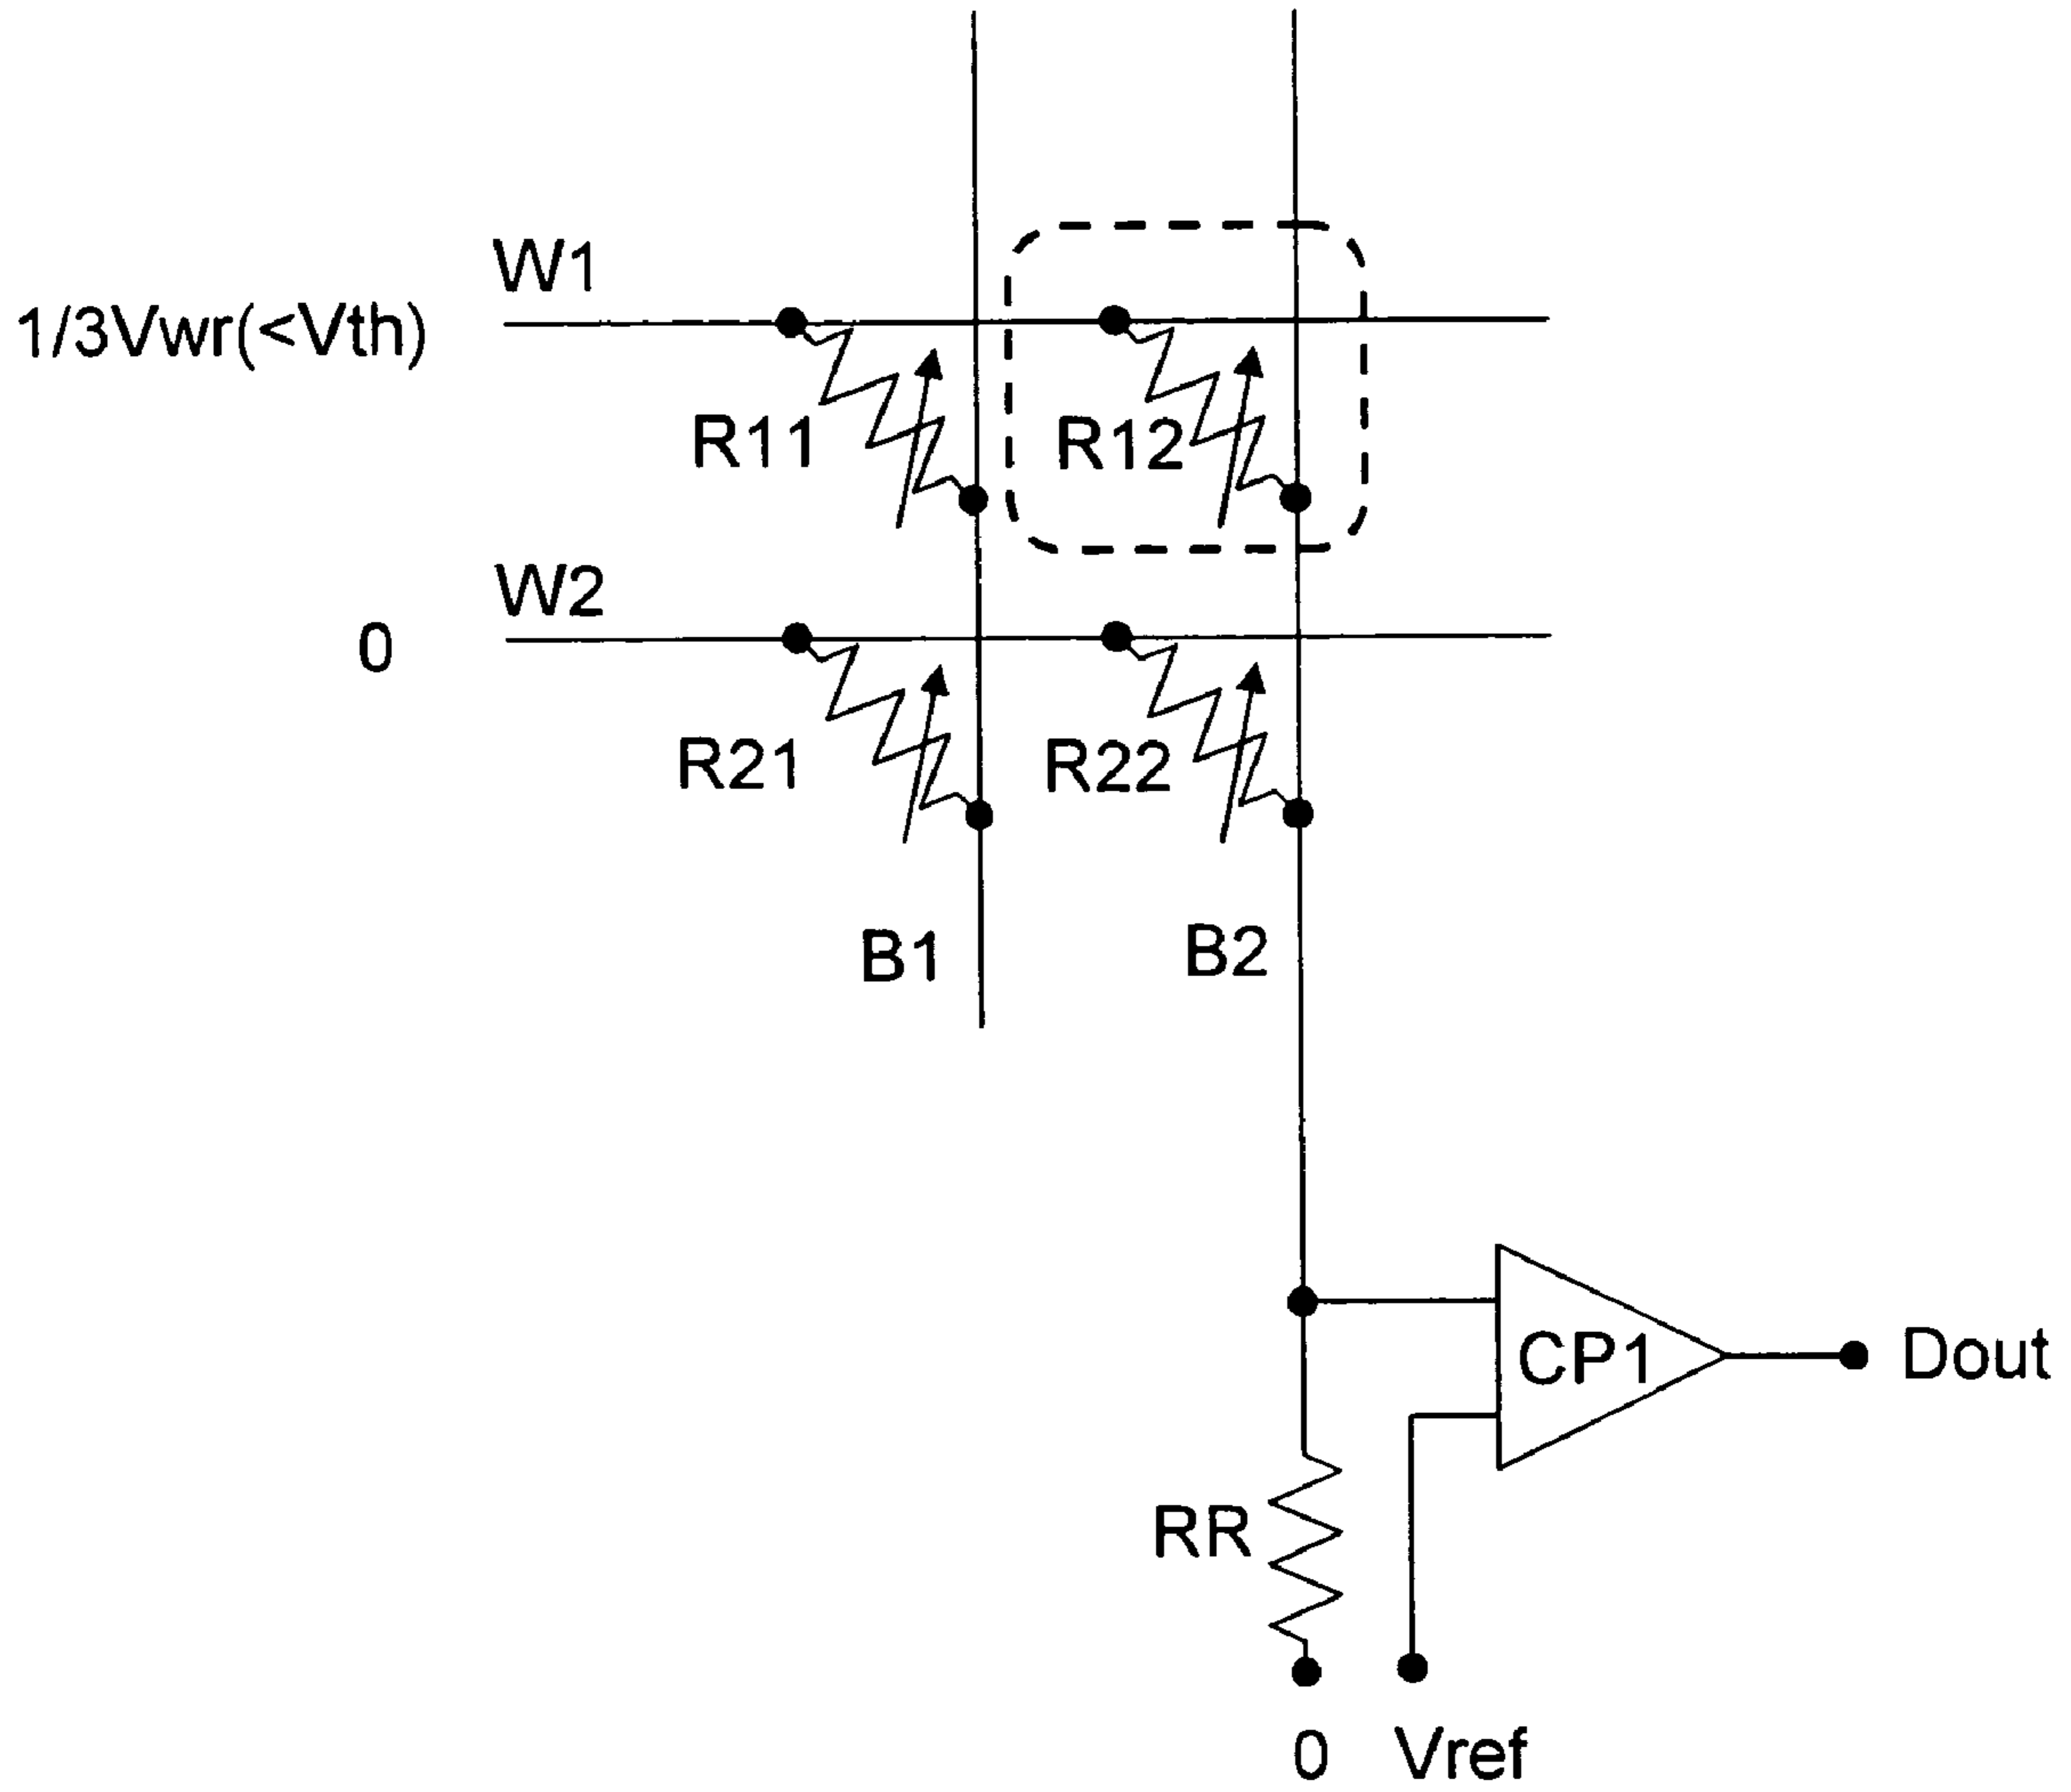 W1
1/3Vwr(<Vth)
R11
R12
W2
0
R21
R22
B1
B2
CP1
Dout
RR
0
Vref